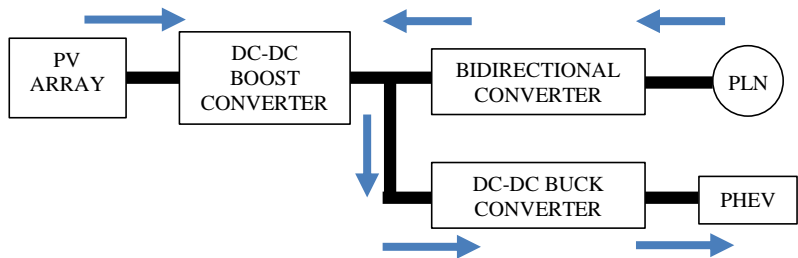 PV
ARRAY
DC-DC
BOOST
CONVERTER
BIDIRECTIONAL
CONVERTER
PLN
DC-DC BUCK
CONVERTER
PHEV